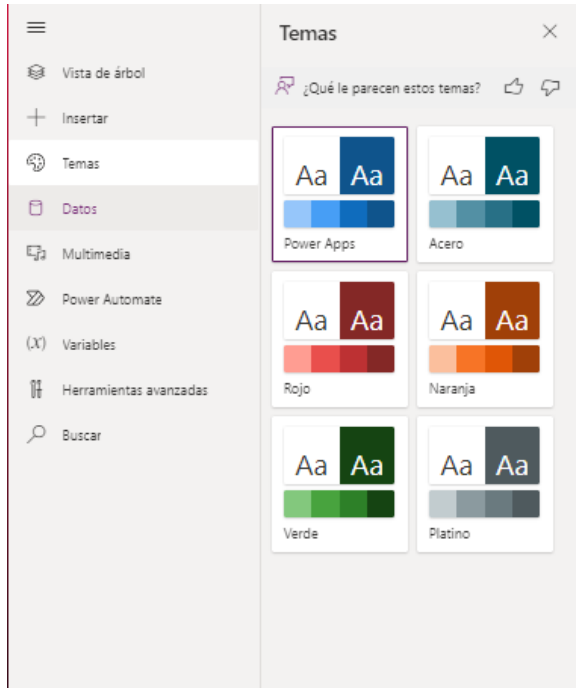 Vista de árbol
Insertar
Temas
Datos
Multimedia
Power Automate
(x) Variables
Herramientas avanzadas
Buscar
Temas
¿Qué le parecen estos temas?
Aa Aa
Power Apps
Aa Aa
Acero
Aa Aa
Rojo
Aa Aa
Naranja
Aa Aa
Verde
Aa Aa
Platino